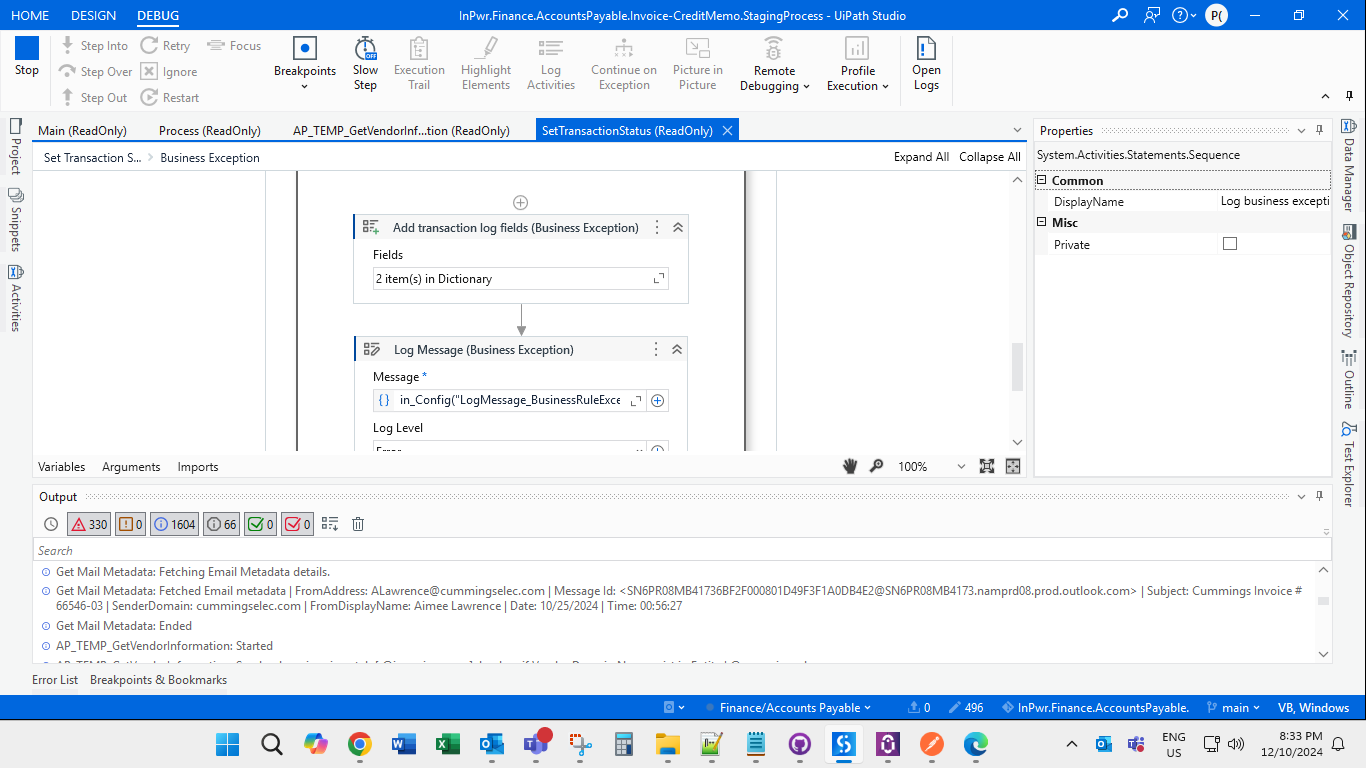 HOME DESIGN DEBUG InPwr.Finance.AccountsPayable.Invoice-CreditMemo.StagingProcess - UiPath Studio P(
Stop
Step Into Retry Focus
Step Over Ignore
Step Out Restart
Breakpoints
Slow Step
OFF
Execution Trail
Highlight Elements
Log Activities
Continue on Exception
Picture in Picture
Remote Debugging
Profile Execution
Open Logs
Project
Snippets
Activities
Main (ReadOnly) Process (ReadOnly) AP_TEMP_GetVendorInf...tion (ReadOnly) SetTransactionStatus (ReadOnly)
Set Transaction S... > Business Exception Expand All Collapse All
Add transaction log fields (Business Exception)
Fields
2 item(s) in Dictionary
Log Message (Business Exception)
Message *
{} in_Config("LogMessage_BusinessRuleExce
Log Level
Error
Variables Arguments Imports 100%
Properties
System.Activities.Statements.Sequence
Common
DisplayName Log business excepti
Misc
Private
Data Manager
Object Repository
Outline
Test Explorer
Output
330 0 1604 66 0 0
Search
Get Mail Metadata: Fetching Email Metadata details.
Get Mail Metadata: Fetched Email metadata | FromAddress: ALawrence@cummingselec.com | Message Id: <SN6PR08MB41736BF2F000801D49F3F1A0DB4E2@SN6PR08MB4173.namprd08.prod.outlook.com> | Subject: Cummings Invoice #
66546-03 | SenderDomain: cummingselec.com | FromDisplayName: Aimee Lawrence | Date: 10/25/2024 | Time: 00:56:27
Get Mail Metadata: Ended
AP_TEMP_GetVendorInformation: Started
Error List Breakpoints & Bookmarks
Finance/Accounts Payable 0 496 InPwr.Finance.AccountsPayable. main VB, Windows
ENG
US
8:33 PM
12/10/2024